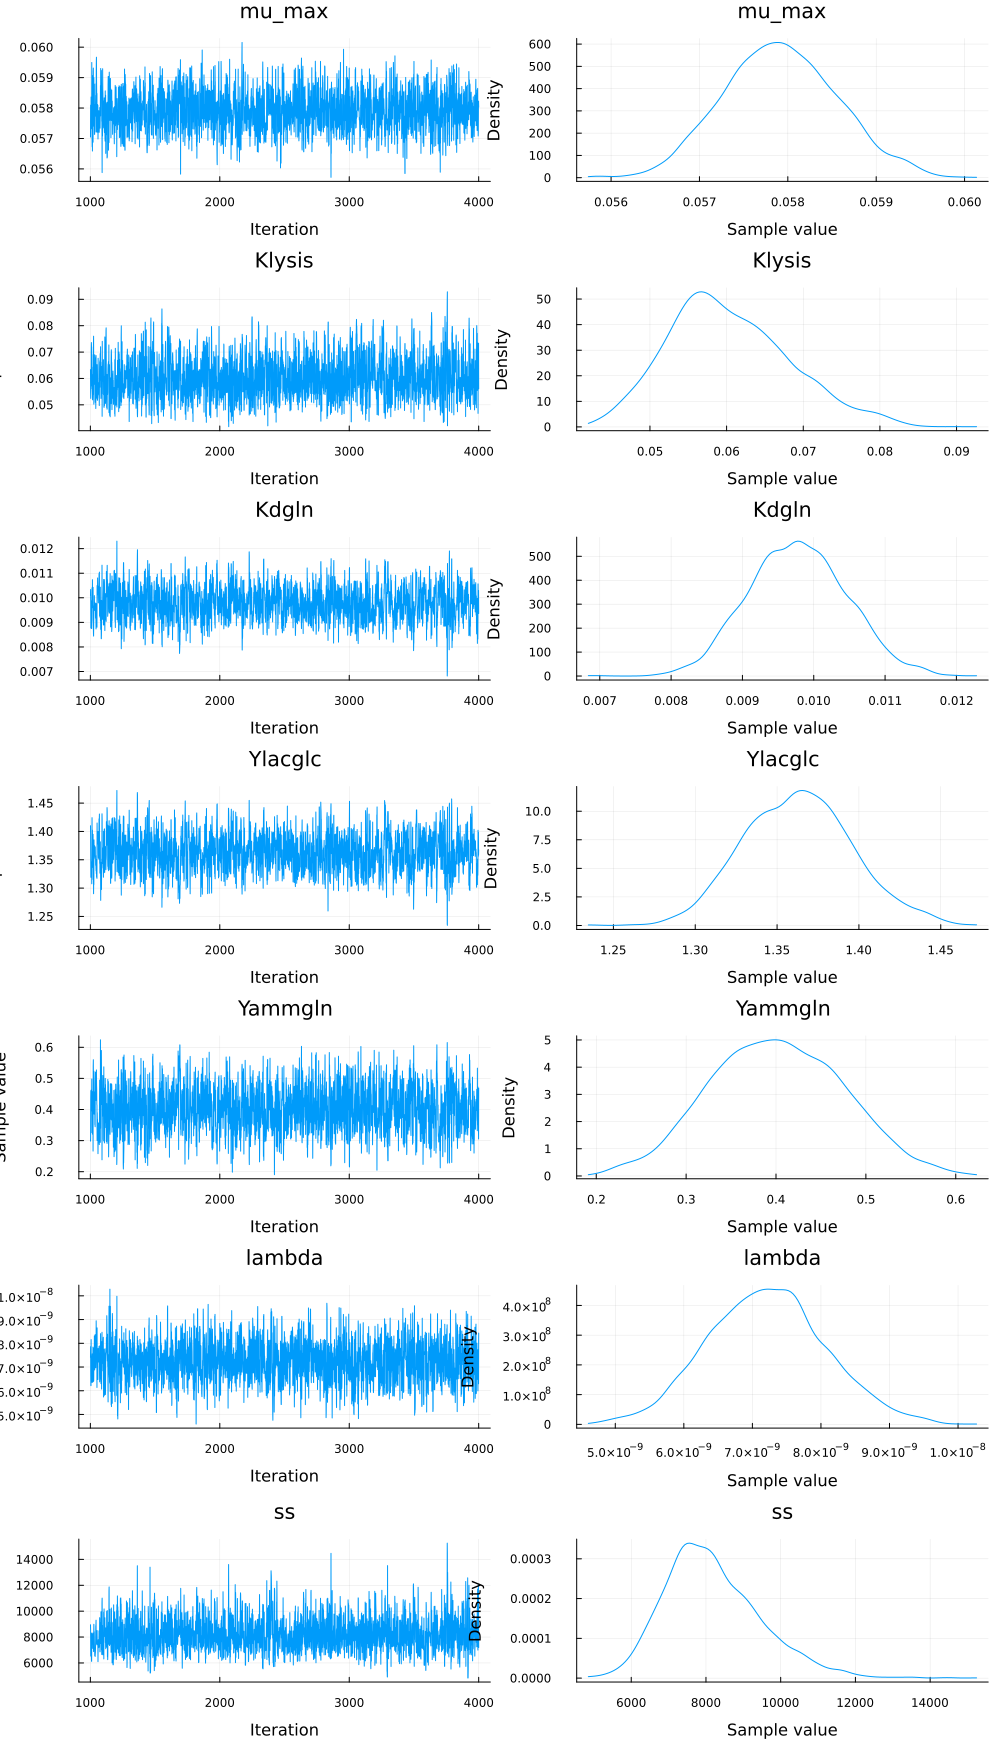 mu_max mu_max
0.060
0.059
0.058
0.057
0.056
1000 2000 3000 4000
Iteration
Density
600
500
400
300
200
100
0
0.056 0.057 0.058 0.059 0.060
Sample value
Klysis Klysis
0.09
0.08
0.07
0.06
0.05
1000 2000 3000 4000
Iteration
Density
50
40
30
20
10
0
0.05 0.06 0.07 0.08 0.09
Sample value
Kdgln Kdgln
0.012
0.011
0.010
0.009
0.008
0.007
1000 2000 3000 4000
Iteration
Density
500
400
300
200
100
0
0.007 0.008 0.009 0.010 0.011 0.012
Sample value
Ylacglc Ylacglc
1.45
1.40
1.35
1.30
1.25
1000 2000 3000 4000
Iteration
Density
10.0
7.5
5.0
2.5
0.0
1.25 1.30 1.35 1.40 1.45
Sample value
Yammgln Yammgln
Sample value
0.6
0.5
0.4
0.3
0.2
1000 2000 3000 4000
Iteration
Density
5
4
3
2
1
0
0.2 0.3 0.4 0.5 0.6
Sample value
lambda lambda
1.0×10⁻⁸
9.0×10⁻⁹
8.0×10⁻⁹
7.0×10⁻⁹
6.0×10⁻⁹
5.0×10⁻⁹
1000 2000 3000 4000
Iteration
Density
4.0×10⁸
3.0×10⁸
2.0×10⁸
1.0×10⁸
0
5.0×10⁻⁹ 6.0×10⁻⁹ 7.0×10⁻⁹ 8.0×10⁻⁹ 9.0×10⁻⁹ 1.0×10⁻⁸
Sample value
ss ss
14000
12000
10000
8000
6000
1000 2000 3000 4000
Iteration
Density
0.0003
0.0002
0.0001
0.0000
6000 8000 10000 12000 14000
Sample value